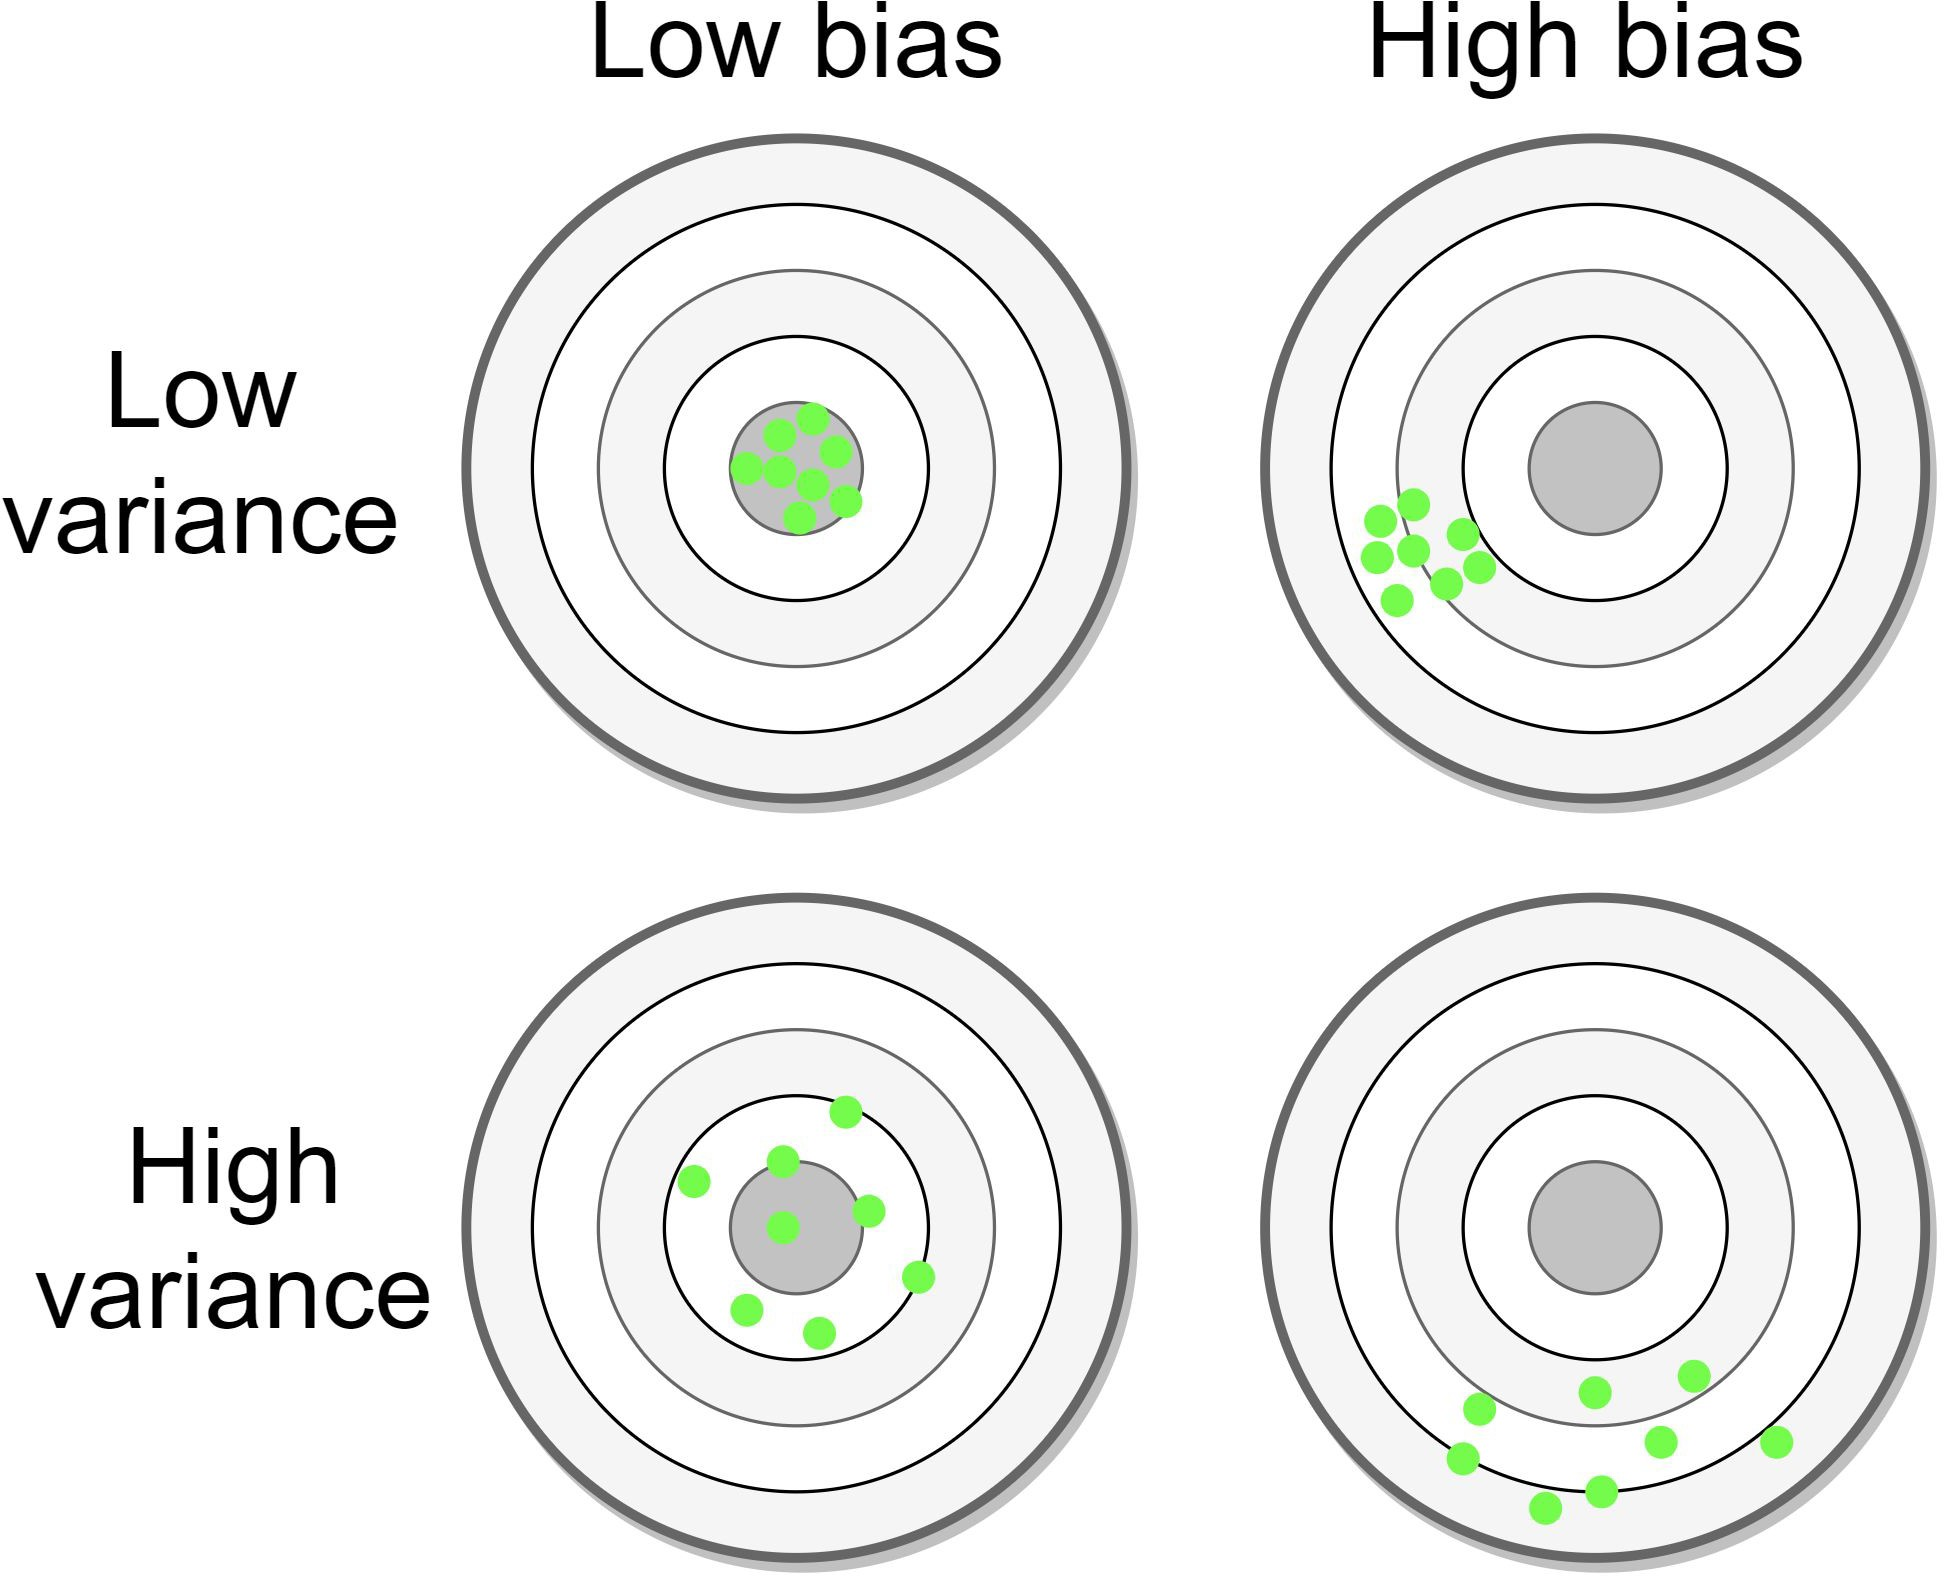 Low bias
High bias
Low
variance
High
variance